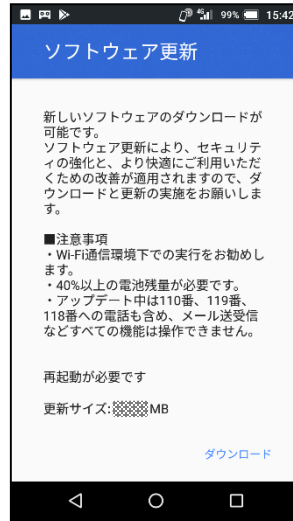 99% 15:42
ソフトウェア更新
新しいソフトウェアのダウンロードが
可能です。
ソフトウェア更新により、セキュリテ
ィの強化と、より快適にご利用いただ
くための改善が適用されますので、ダ
ウンロードと更新の実施をお願いしま
す。
■注意事項
・Wi-Fi通信環境下での実行をお勧めし
ます。
・40%以上の電池残量が必要です。
・アップデート中は110番、119番、
118番への電話も含め、メール送受信
などすべての機能は操作できません。
再起動が必要です
更新サイズ: MB
ダウンロード